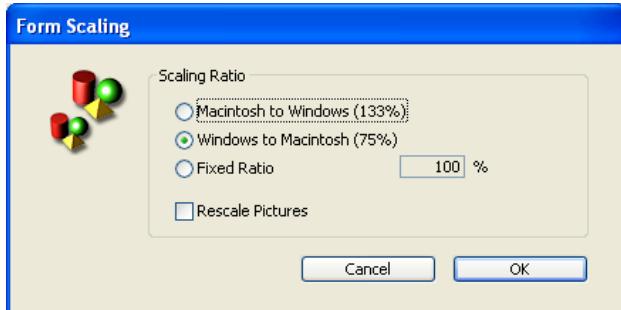 Form Scaling
Scaling Ratio
Macintosh to Windows (133%)
Windows to Macintosh (75%)
Fixed Ratio 100 %
Rescale Pictures
Cancel OK